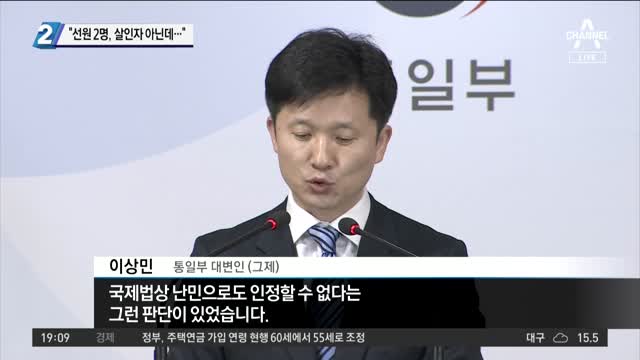 2 "선원 2명, 살인자 아닌데…"
CHANNEL A
LIVE
통일부
이상민 통일부 대변인 (그제)
국제법상 난민으로도 인정할 수 없다는
그런 판단이 있었습니다.
19:09 경제 정부, 주택연금 가입 연령 현행 60세에서 55세로 조정 대구 15.5